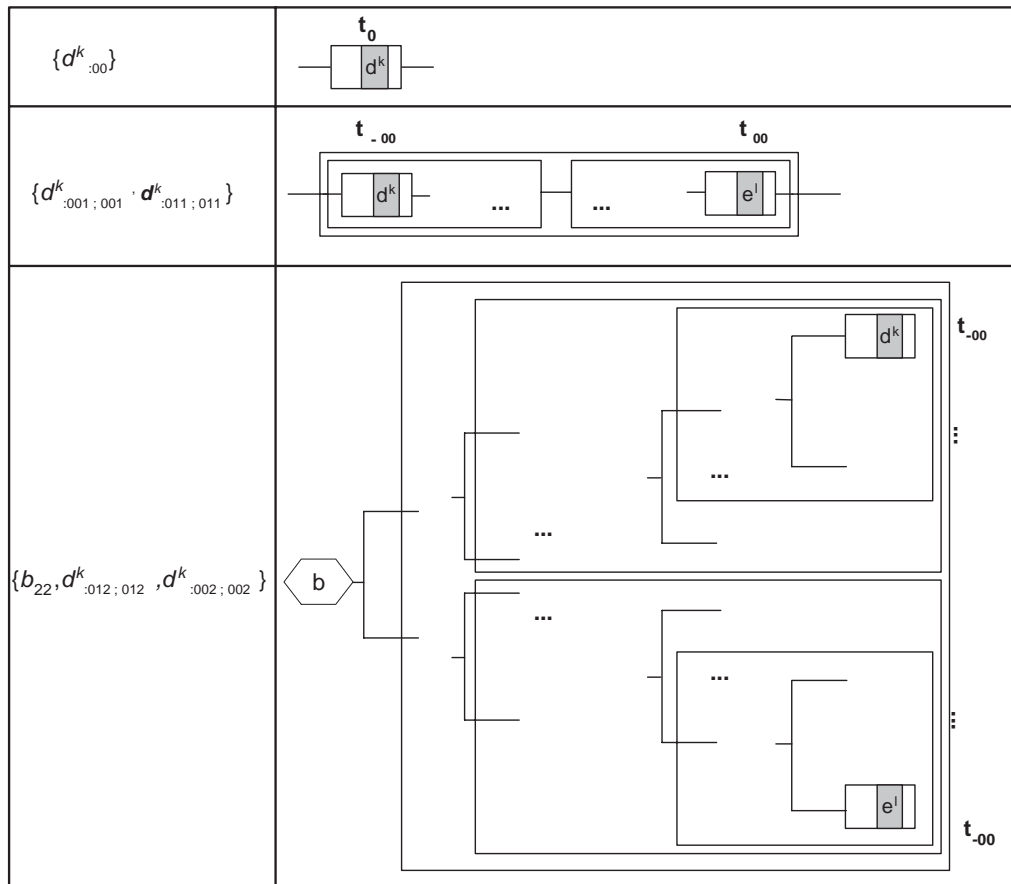 {d^k_:00}
t_0
d^k
t_- 00
t_00
{d^k_:001 ; 001 , d^k_:011 ; 011}
d^k
...
...
e^l
d^k
t_-00
...
...
...
{b_22, d^k_:012 ; 012 , d^k_:002 ; 002 }
b
...
...
...
e^l
t_-00